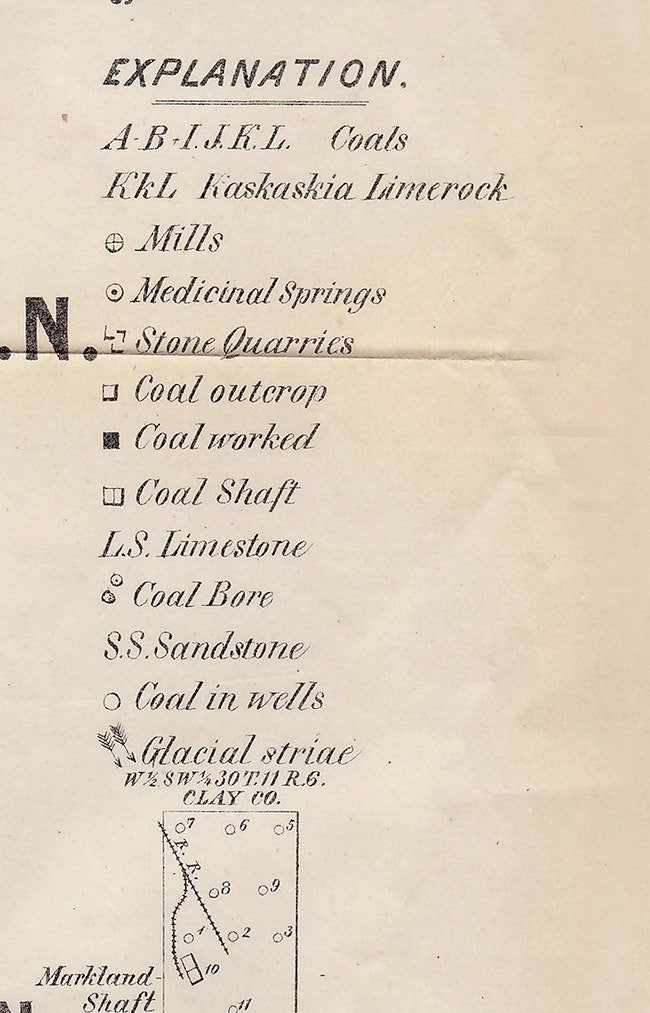 EXPLANATION.
A-B-I.J.K.L. Coals
KkL Kaskaskia Limerock
Mills
Medicinal Springs
.N.
Stone Quarries
Coal outcrop
Coal worked
Coal Shaft
L.S. Limestone
Coal Bore
S.S. Sandstone
Coal in wells
Glacial striae
W½ SW¼ 30 T.11 R.6.
CLAY CO.
7 6 5
R. R.
8 9
1 2 3
Markland-
Shaft
10
11